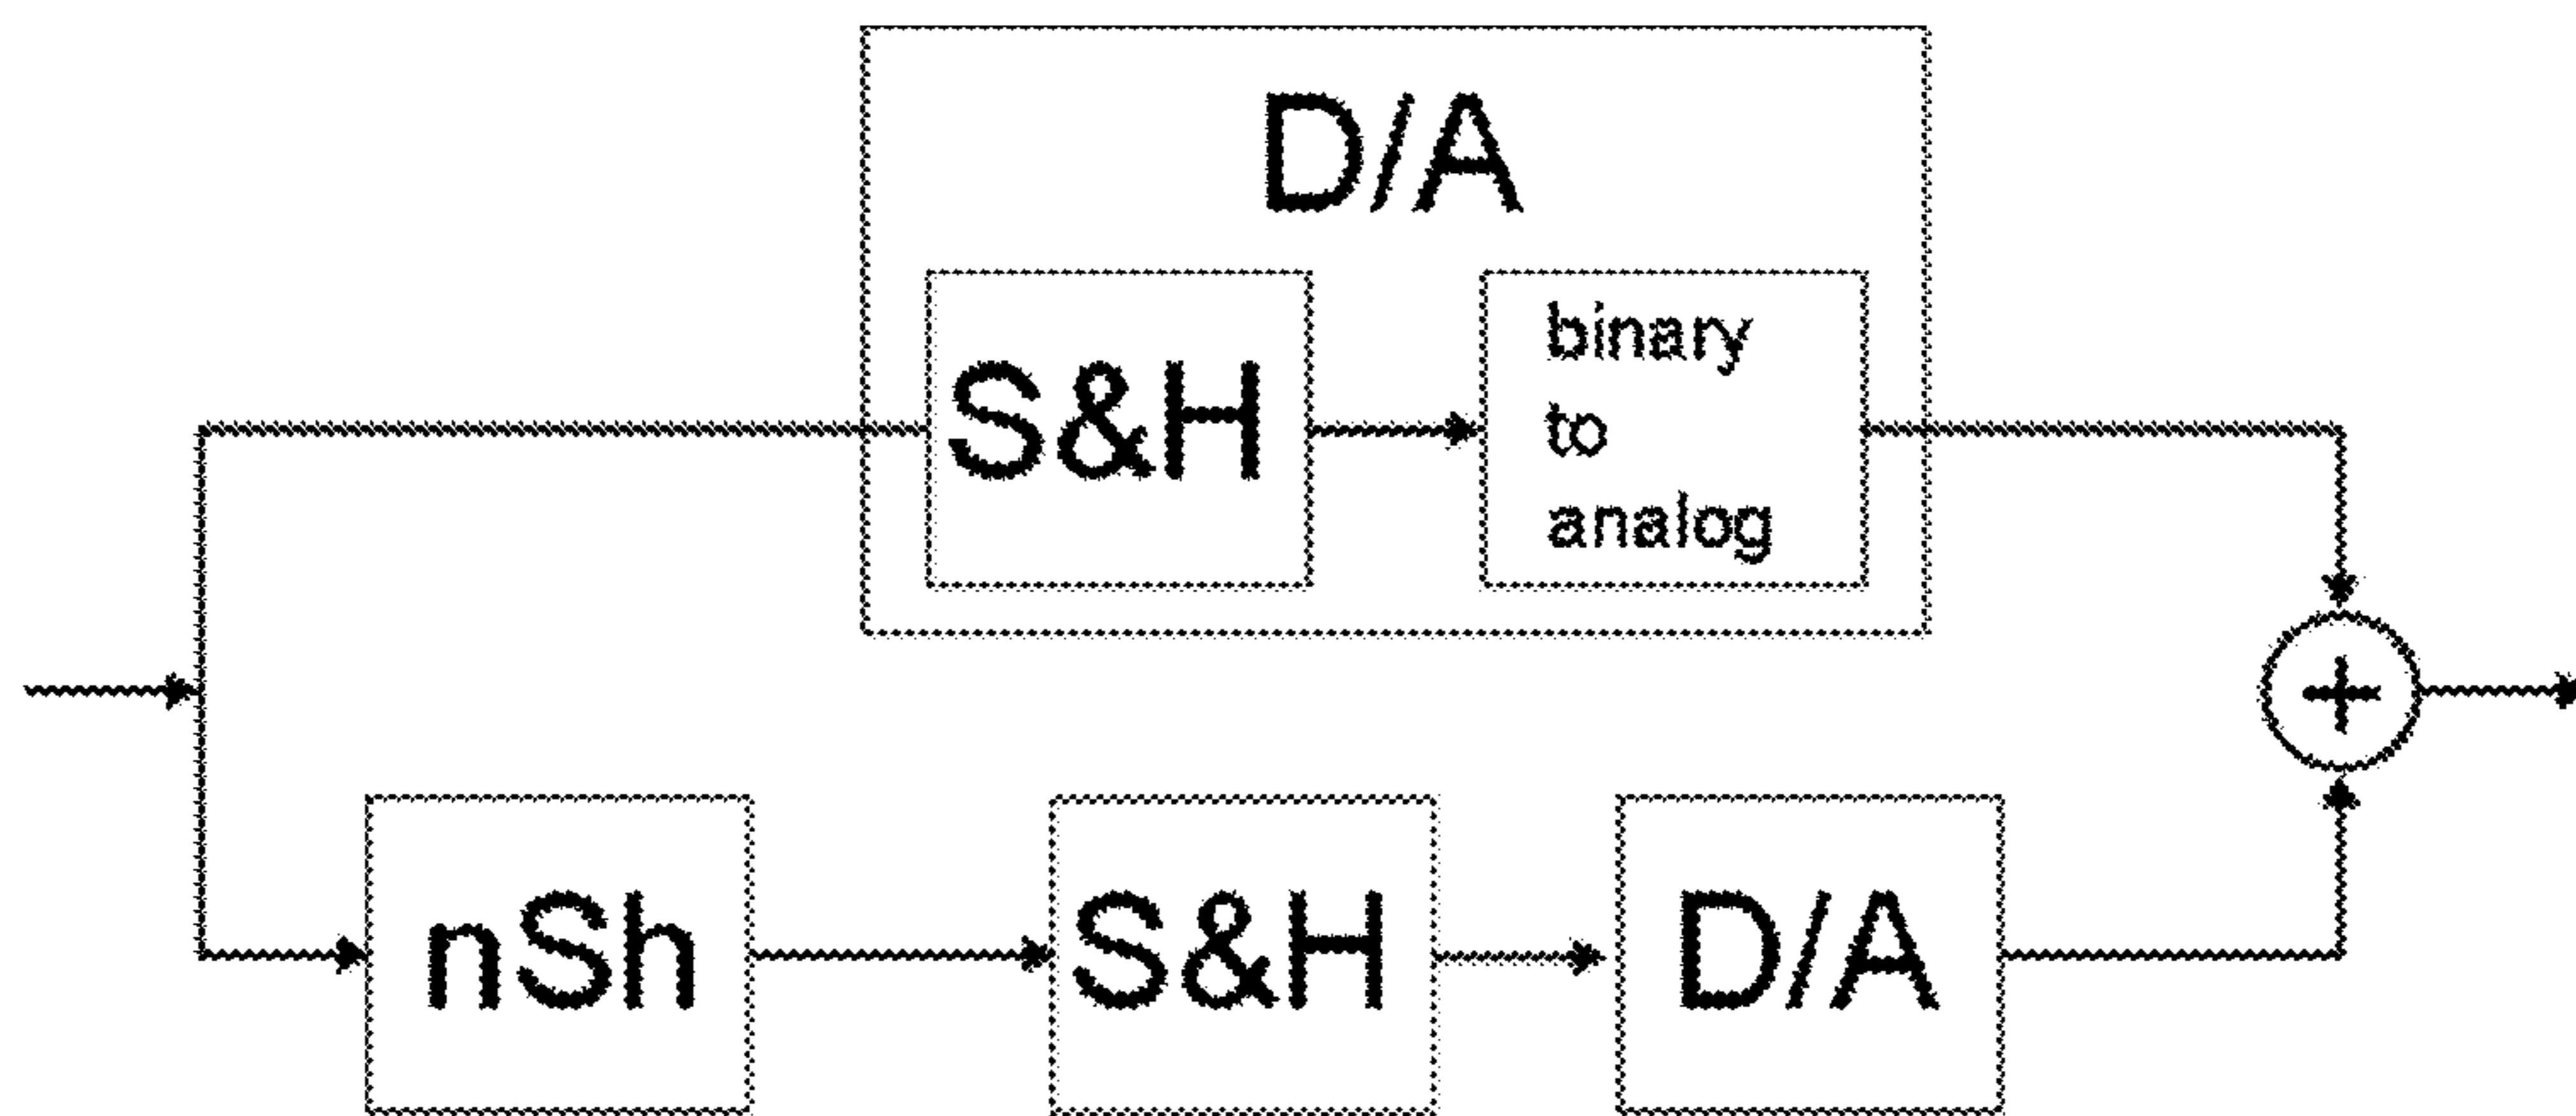 D/A
S&H
binary
to
analog
+
nSh
S&H
D/A